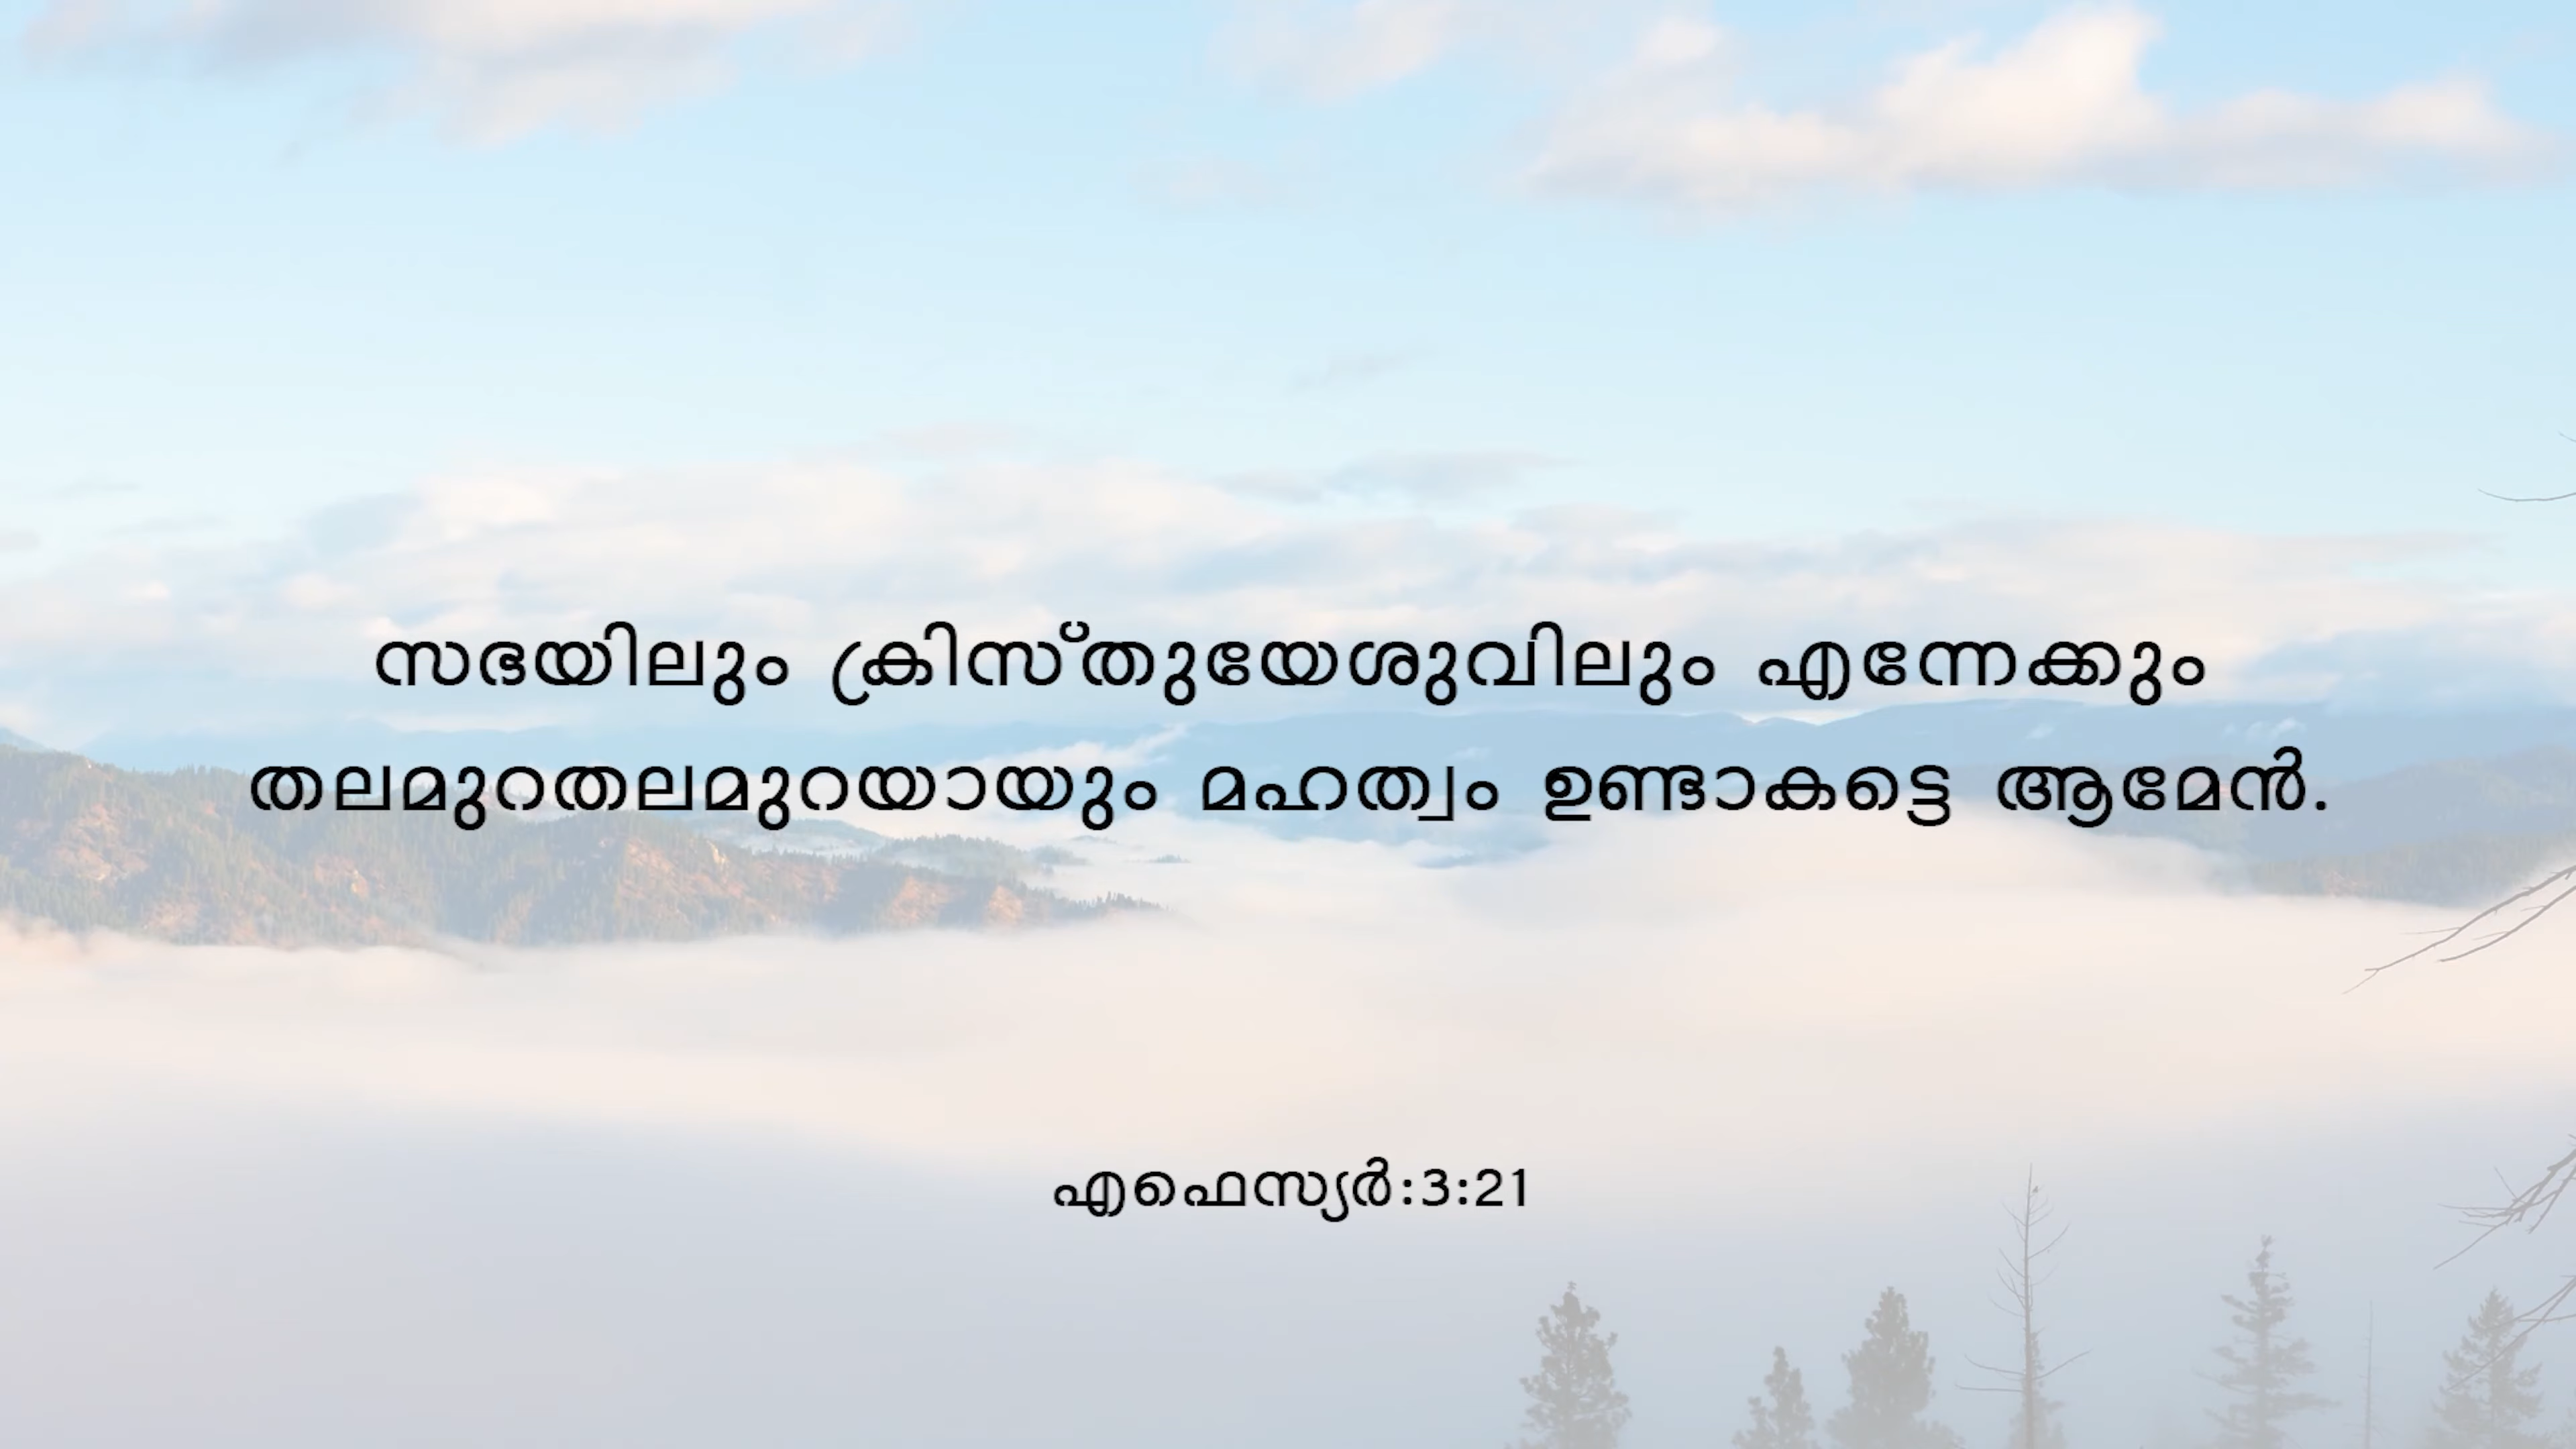 സഭയിലും ക്രിസ്തുയേശുവിലും എന്നേക്കും
തലമുറതലമുറയായും മഹത്വം ഉണ്ടാകട്ടെ ആമേൻ.
എഫെസ്യർ:3:21